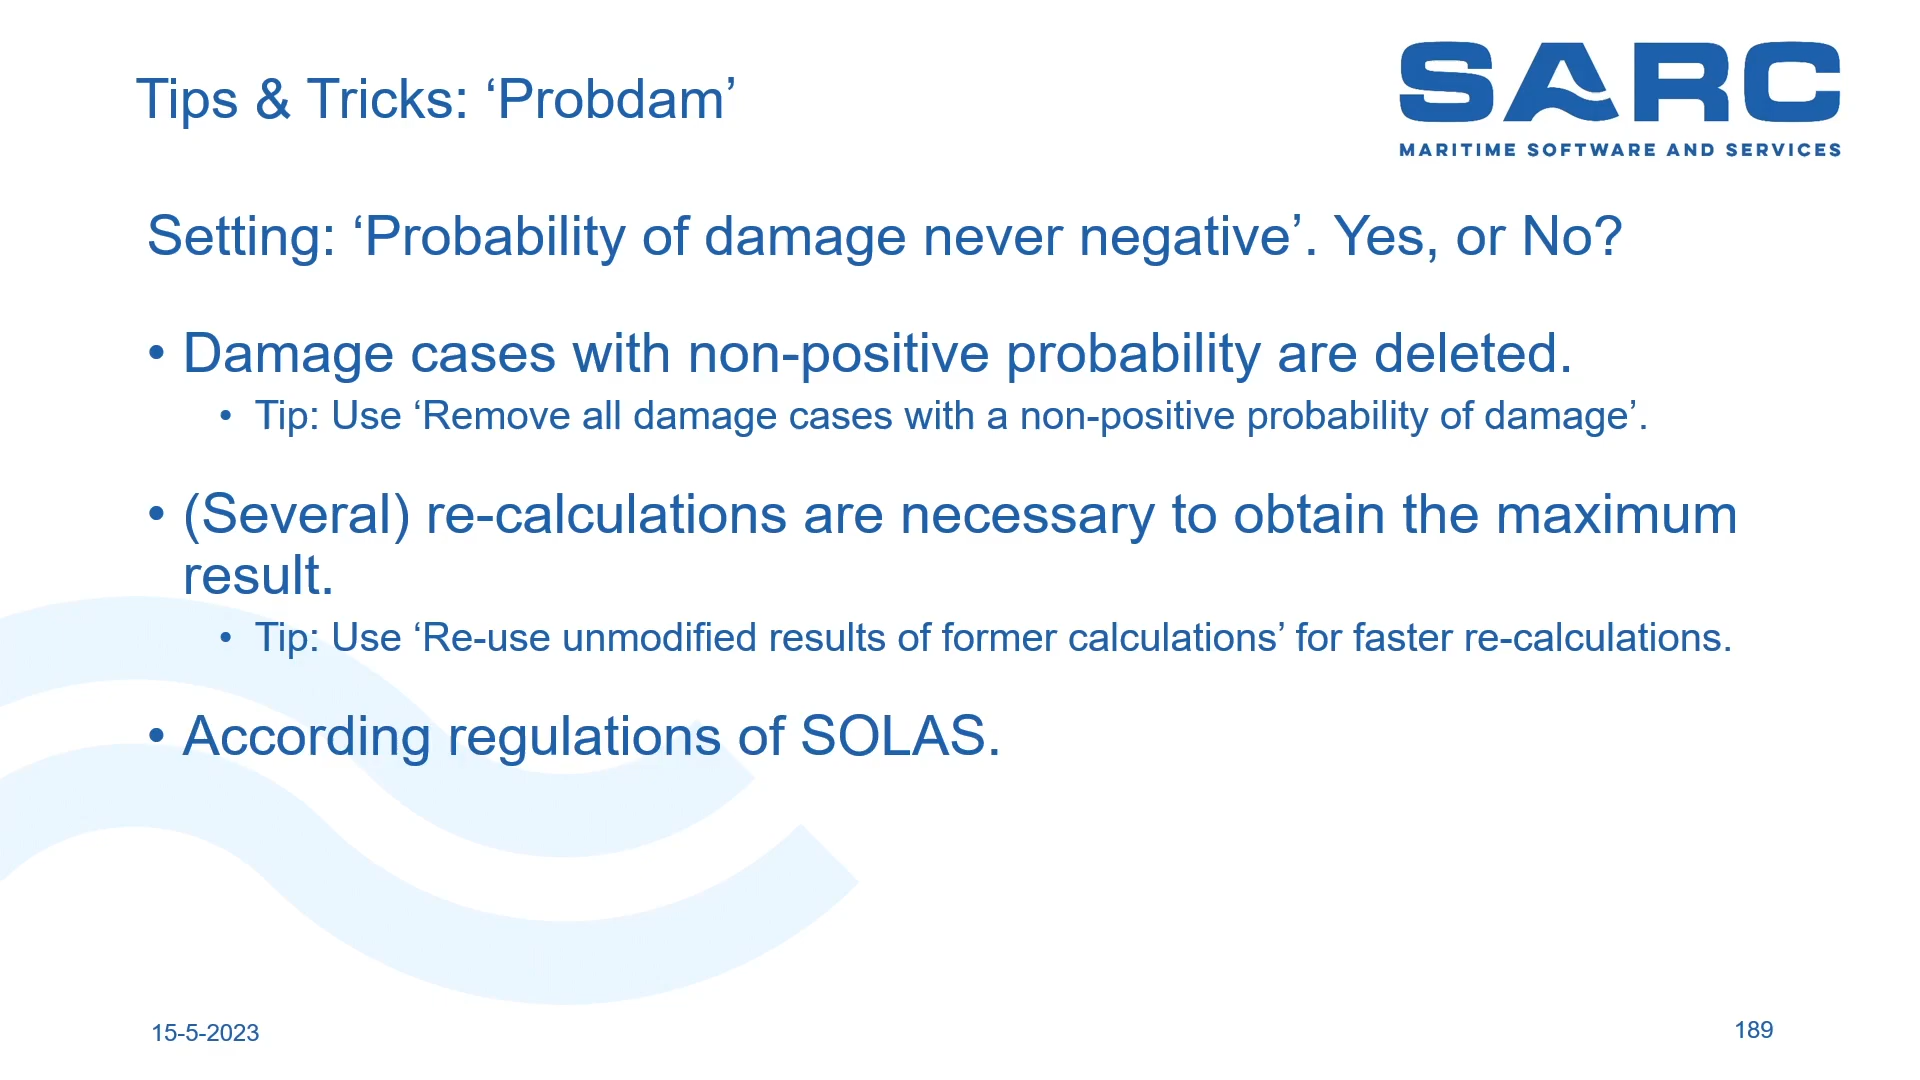 Tips & Tricks: ‘Probdam’
SARC
MARITIME SOFTWARE AND SERVICES
Setting: ‘Probability of damage never negative’. Yes, or No?
• Damage cases with non-positive probability are deleted.
• Tip: Use ‘Remove all damage cases with a non-positive probability of damage’.
• (Several) re-calculations are necessary to obtain the maximum
result.
• Tip: Use ‘Re-use unmodified results of former calculations’ for faster re-calculations.
• According regulations of SOLAS.
15-5-2023
189